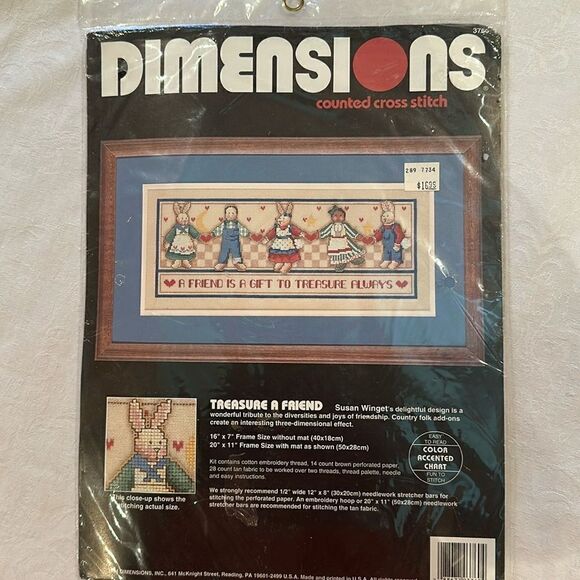 DIMENSIONS
counted cross stitch
289 7734
$16.98
A FRIEND IS A GIFT TO TREASURE ALWAYS
TREASURE A FRIEND Susan Winget's delightful design is a
wonderful tribute to the diversities and joys of friendship. Country folk add-ons
create an interesting three-dimensional effect.
16" x 7" Frame Size without mat (40x18cm)
20" x 11" Frame Size with mat as shown (50x28cm)
Kit contains cotton embroidery thread, 14 count brown perforated paper,
28 count tan fabric to be worked over two threads, thread palette, needle
and easy instructions.
We strongly recommend 1/2" wide 12" x 8" (30x20cm) needlework stretcher bars for
stitching the perforated paper. An embroidery hoop or 20" x 11" (50x28cm) needlework
stretcher bars are recommended for stitching the tan fabric.
EASY
TO READ
COLOR
ACCENTED
CHART
FUN TO
STITCH
This close-up shows the
stitching actual size.
DIMENSIONS, INC., 641 McKnight Street, Reading, PA 19601-2499 U.S.A. Made and printed in U.S.A. All rights reserved